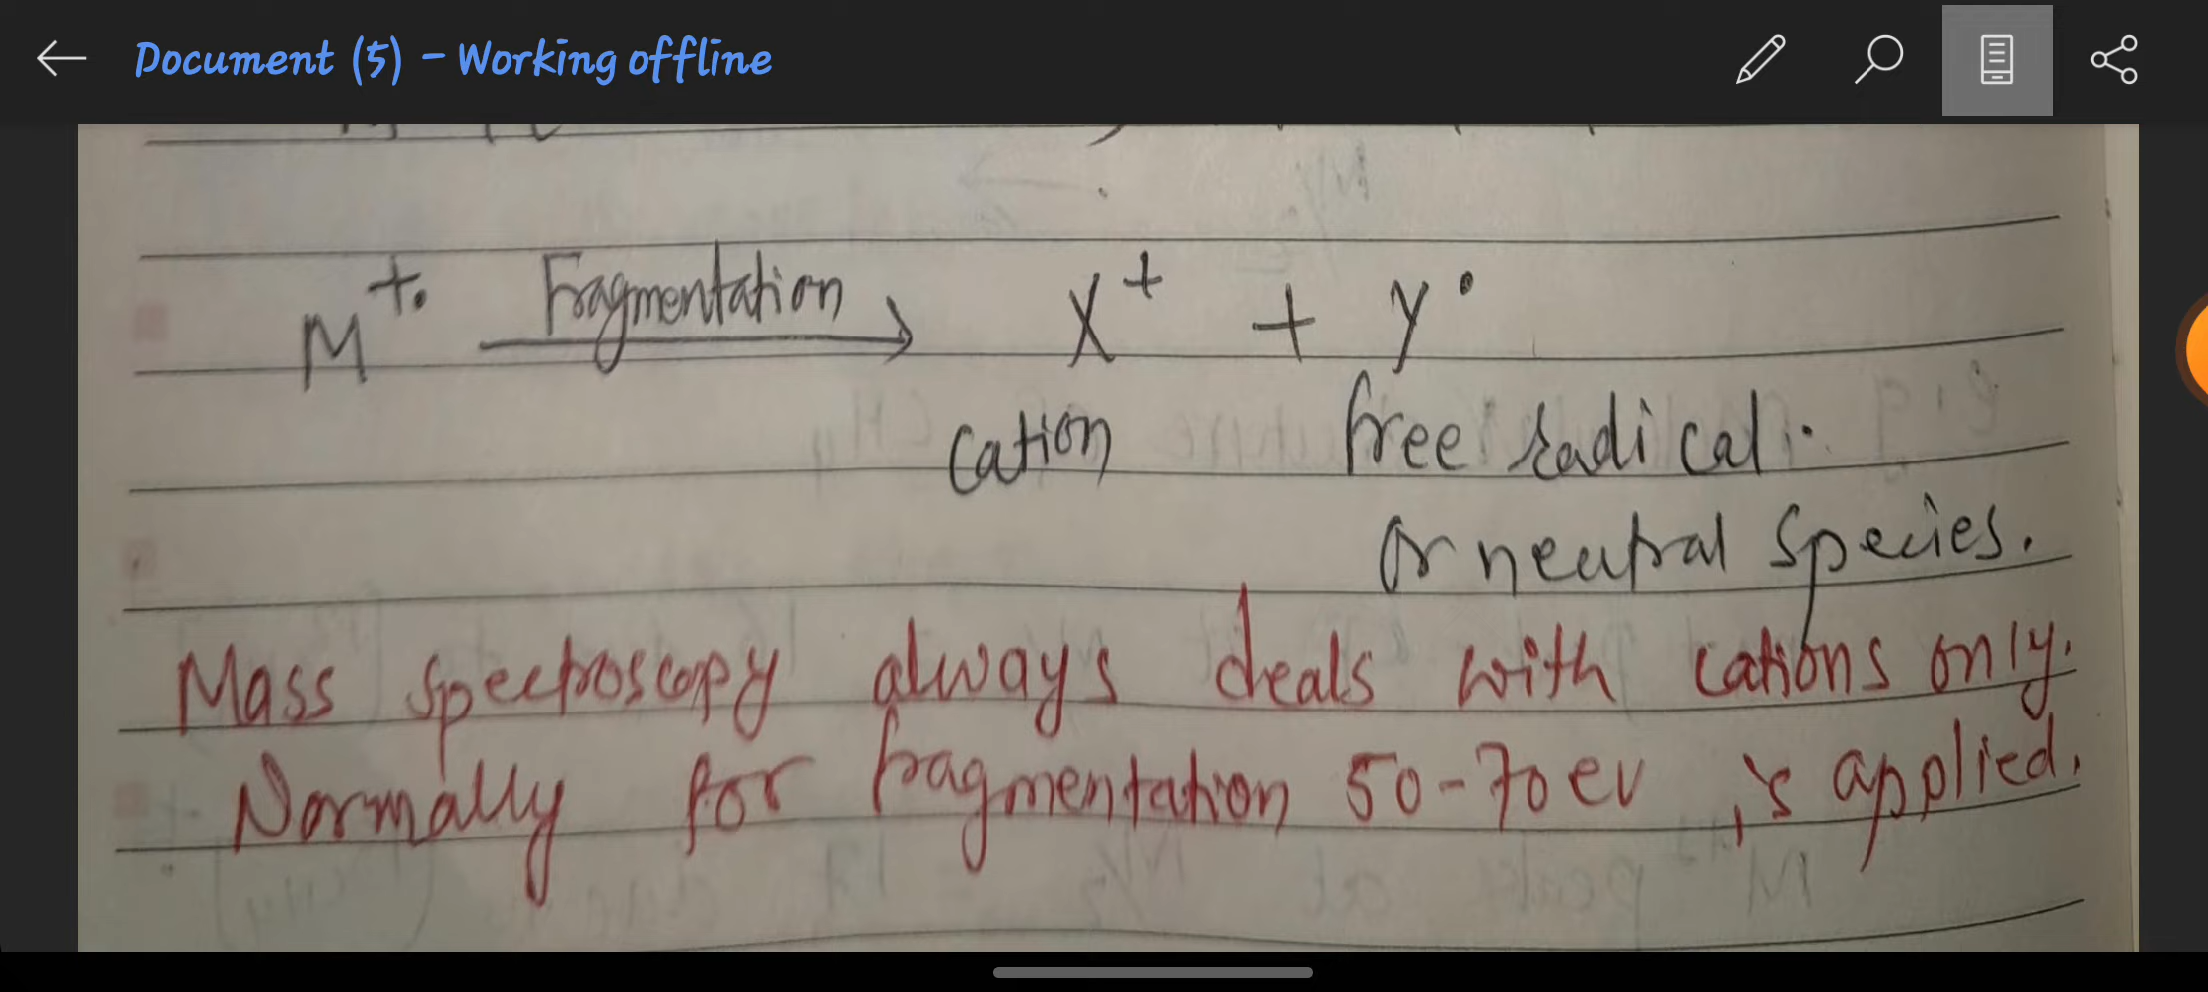 Document (5) – Working offline
M⁺· Fragmentation → X⁺ + Y·
cation free radical.
or neutral species.
Mass spectroscopy always deals with cations only.
Normally for fragmentation 50-70 ev is applied.